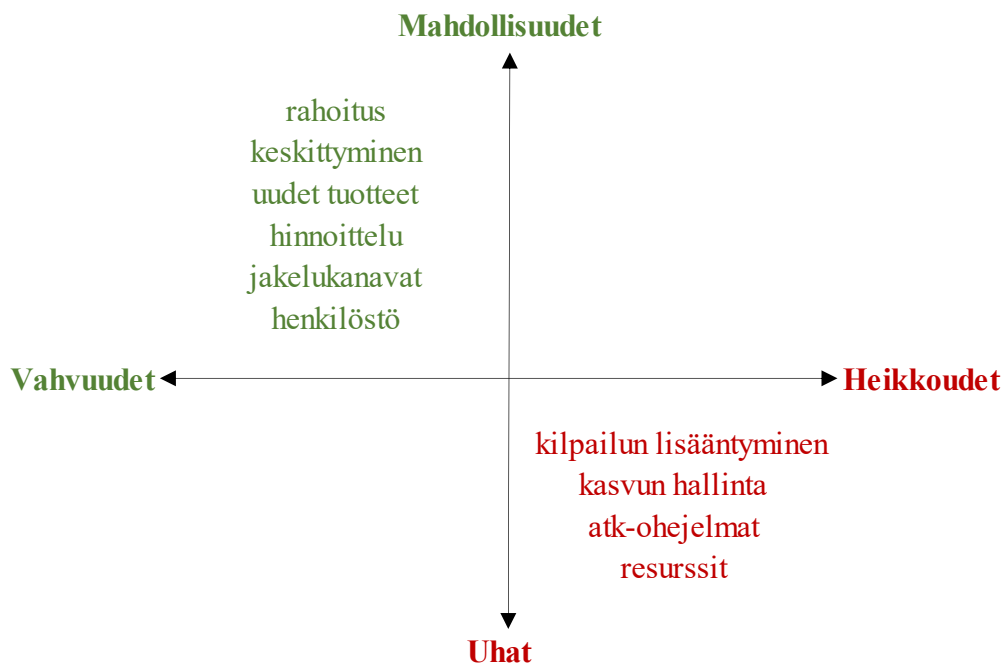 Mahdollisuudet
rahoitus
keskittyminen
uudet tuotteet
hinnoittelu
jakelukanavat
henkilöstö
Vahvuudet
Heikkoudet
kilpailun lisääntyminen
kasvun hallinta
atk-ohejelmat
resurssit
Uhat